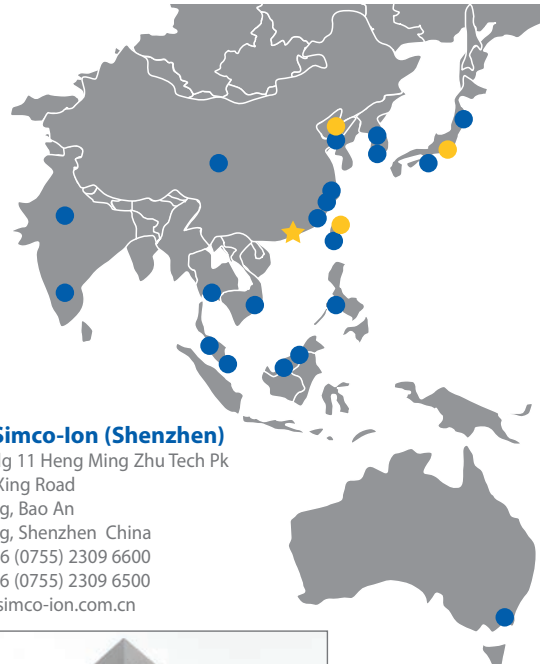 Simco-Ion (Shenzhen)
g 11 Heng Ming Zhu Tech Pk
Xing Road
g, Bao An
g, Shenzhen China
6 (0755) 2309 6600
6 (0755) 2309 6500
simco-ion.com.cn